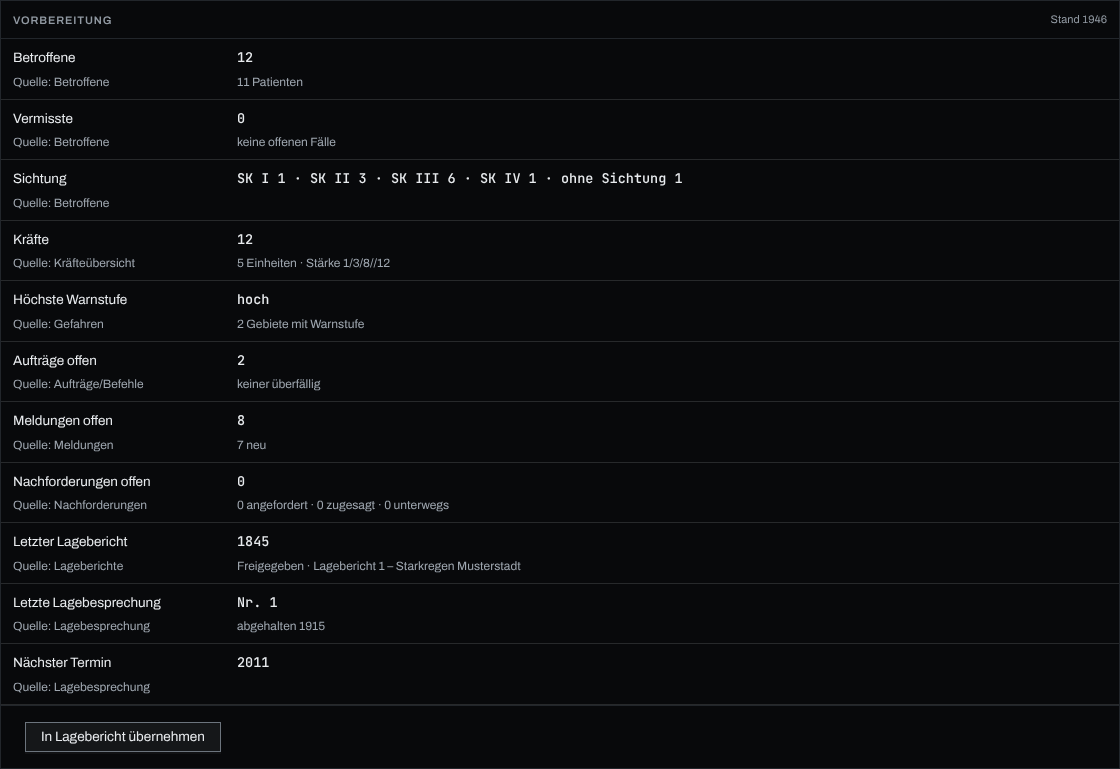 VORBEREITUNG Stand 1946
Betroffene 12
Quelle: Betroffene 11 Patienten
Vermisste 0
Quelle: Betroffene keine offenen Fälle
Sichtung SK I 1 · SK II 3 · SK III 6 · SK IV 1 · ohne Sichtung 1
Quelle: Betroffene
Kräfte 12
Quelle: Kräfteübersicht 5 Einheiten · Stärke 1/3/8//12
Höchste Warnstufe hoch
Quelle: Gefahren 2 Gebiete mit Warnstufe
Aufträge offen 2
Quelle: Aufträge/Befehle keiner überfällig
Meldungen offen 8
Quelle: Meldungen 7 neu
Nachforderungen offen 0
Quelle: Nachforderungen 0 angefordert · 0 zugesagt · 0 unterwegs
Letzter Lagebericht 1845
Quelle: Lageberichte Freigegeben · Lagebericht 1 – Starkregen Musterstadt
Letzte Lagebesprechung Nr. 1
Quelle: Lagebesprechung abgehalten 1915
Nächster Termin 2011
Quelle: Lagebesprechung
In Lagebericht übernehmen